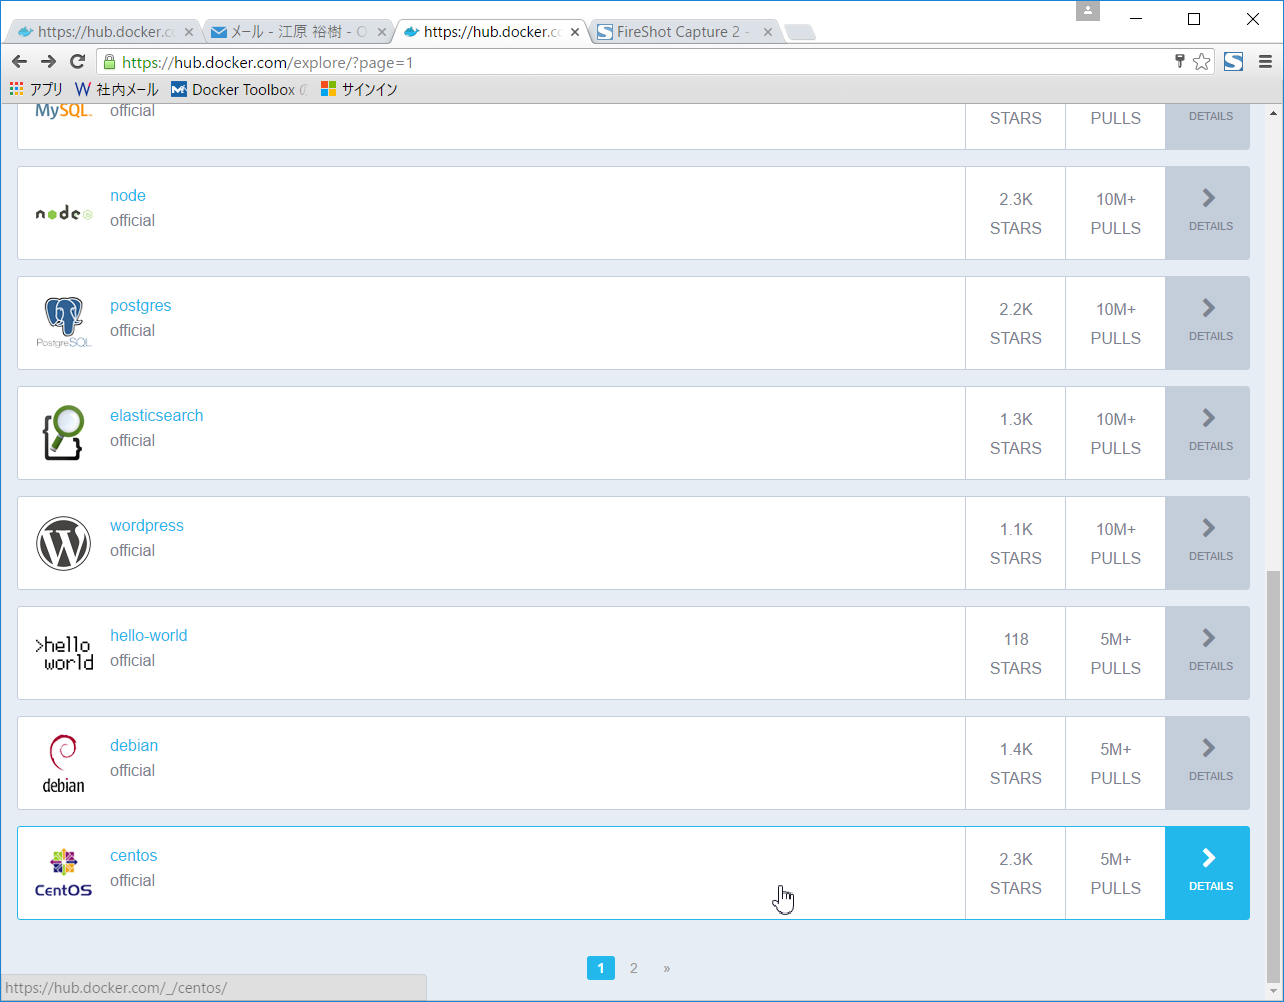 https://hub.docker.c
メール - 江原 裕樹 - O
https://hub.docker.c
FireShot Capture 2 -
https://hub.docker.com/explore/?page=1
アプリ
社内メール
Docker Toolbox
サインイン
MySQL
official
STARS
PULLS
DETAILS
node
node
official
2.3K
STARS
10M+
PULLS
DETAILS
PostgreSQL
postgres
official
2.2K
STARS
10M+
PULLS
DETAILS
elasticsearch
official
1.3K
STARS
10M+
PULLS
DETAILS
wordpress
official
1.1K
STARS
10M+
PULLS
DETAILS
>hello
world
hello-world
official
118
STARS
5M+
PULLS
DETAILS
debian
debian
official
1.4K
STARS
5M+
PULLS
DETAILS
CentOS
centos
official
2.3K
STARS
5M+
PULLS
DETAILS
1 2 »
https://hub.docker.com/_/centos/